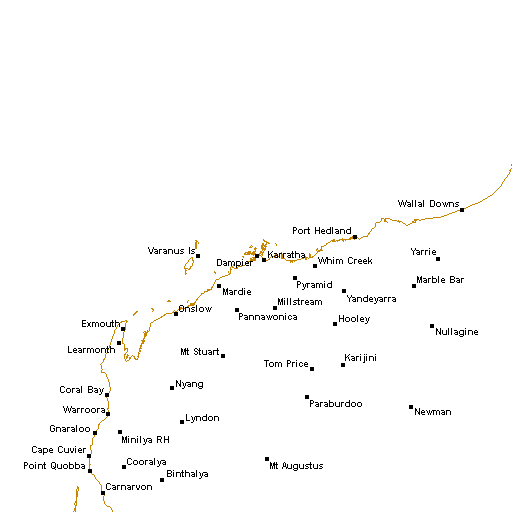 Wallal Downs
Port Hedland
Varanus Is
Karratha
Yarrie
Dampier
Whim Creek
Pyramid
Marble Bar
Mardie
Yandeyarra
Millstream
Onslow
Pannawonica
Hooley
Exmouth
Nullagine
Learmonth
Mt Stuart
Karijini
Tom Price
Nyang
Coral Bay
Paraburdoo
Warroora
Newman
Lyndon
Gnaraloo
Minilya RH
Cape Cuvier
Cooralya
Point Quobba
Mt Augustus
Binthalya
Carnarvon